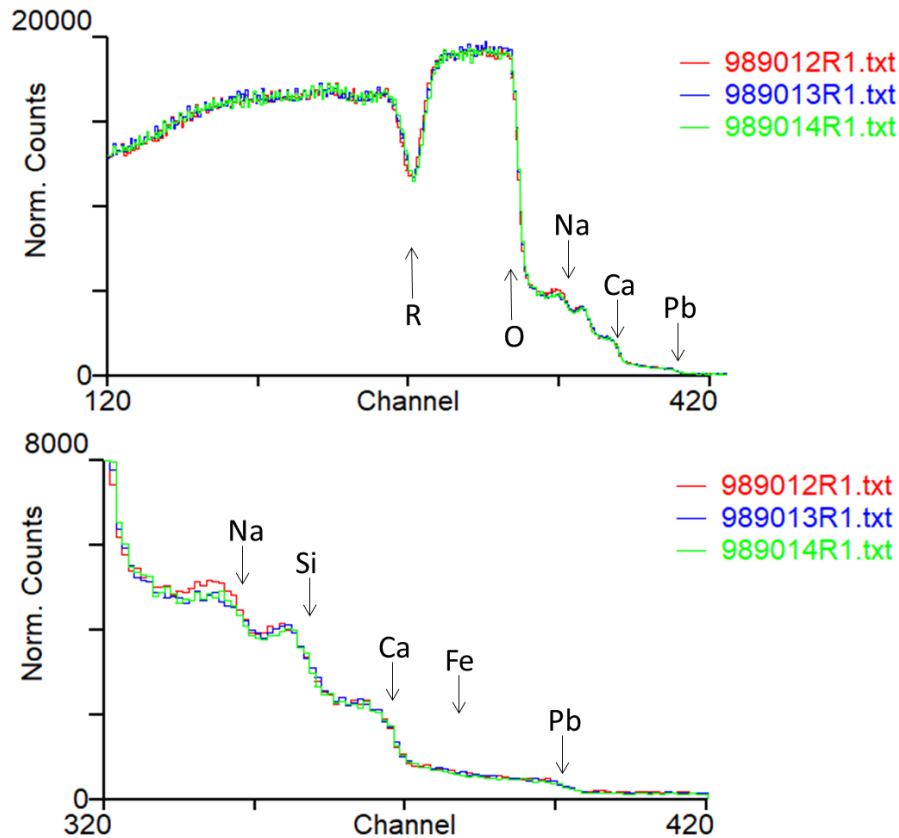 20000
Norm. Counts
989012R1.txt
989013R1.txt
989014R1.txt
Na
Ca
Pb
R
O
0
120
Channel
420
8000
Norm. Counts
989012R1.txt
989013R1.txt
989014R1.txt
Na
Si
Ca
Fe
Pb
0
320
Channel
420